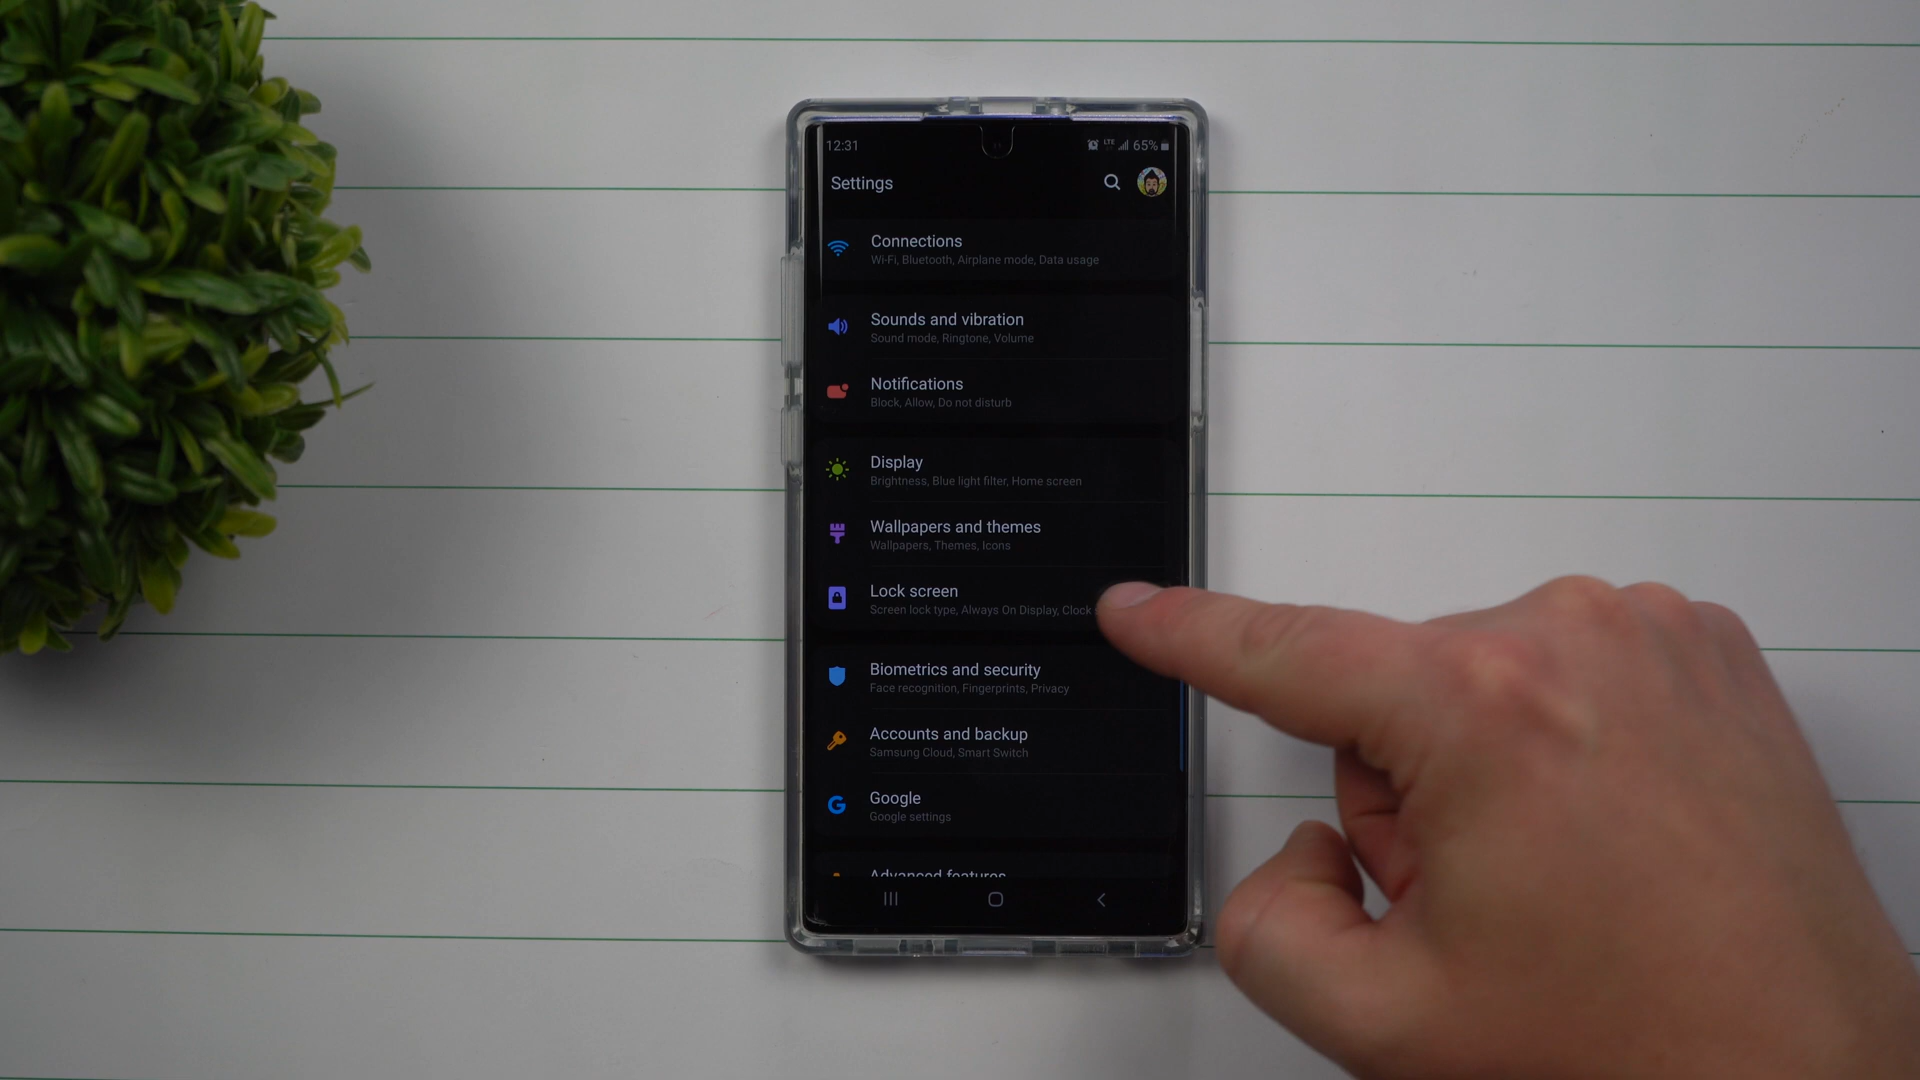 12:31 LTE 65%
Settings
Connections
Wi-Fi, Bluetooth, Airplane mode, Data usage
Sounds and vibration
Sound mode, Ringtone, Volume
Notifications
Block, Allow, Do not disturb
Display
Brightness, Blue light filter, Home screen
Wallpapers and themes
Wallpapers, Themes, Icons
Lock screen
Screen lock type, Always On Display, Clock
Biometrics and security
Face recognition, Fingerprints, Privacy
Accounts and backup
Samsung Cloud, Smart Switch
Google
Google settings
Advanced features